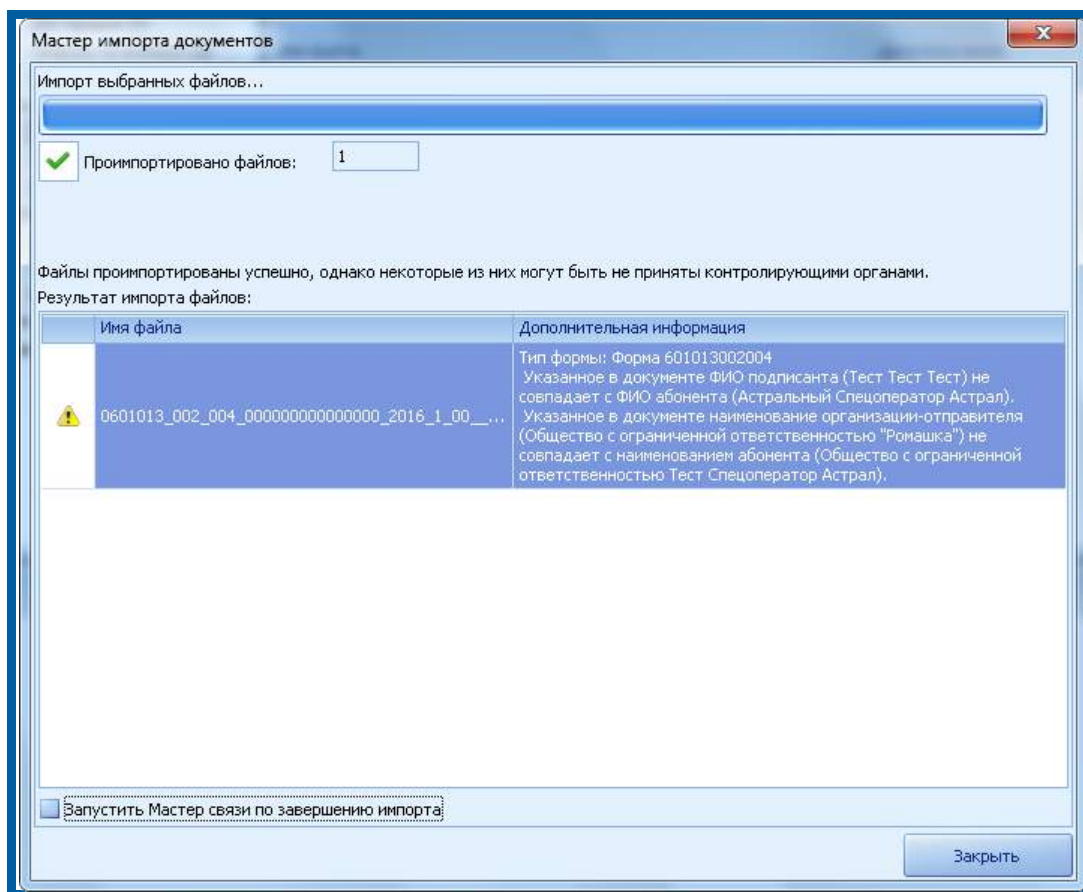 Мастер импорта документов
Импорт выбранных файлов...
Проимпортировано файлов: 1
Файлы проимпортированы успешно, однако некоторые из них могут быть не приняты контролирующими органами.
Результат импорта файлов:
Имя файла Дополнительная информация
0601013_002_004_000000000000000_2016_1_00__...
Тип формы: Форма 601013002004
Указанное в документе ФИО подписанта (Тест Тест Тест) не
совпадает с ФИО абонента (Астральный Спецоператор Астрал).
Указанное в документе наименование организации-отправителя
(Общество с ограниченной ответственностью "Ромашка") не
совпадает с наименованием абонента (Общество с ограниченной
ответственностью Тест Спецоператор Астрал).
Запустить Мастер связи по завершению импорта
Закрыть